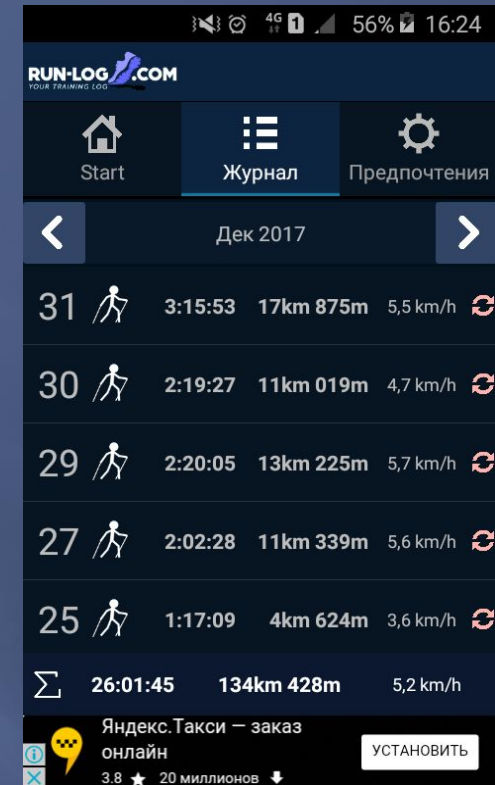 4G 1 56% 16:24
RUN-LOG.COM
YOUR TRAINING LOG
Start Журнал Предпочтения
Дек 2017
31 3:15:53 17km 875m 5,5 km/h
30 2:19:27 11km 019m 4,7 km/h
29 2:20:05 13km 225m 5,7 km/h
27 2:02:28 11km 339m 5,6 km/h
25 1:17:09 4km 624m 3,6 km/h
Σ 26:01:45 134km 428m 5,2 km/h
Яндекс.Такси — заказ
онлайн
3.8 ★ 20 миллионов
УСТАНОВИТЬ